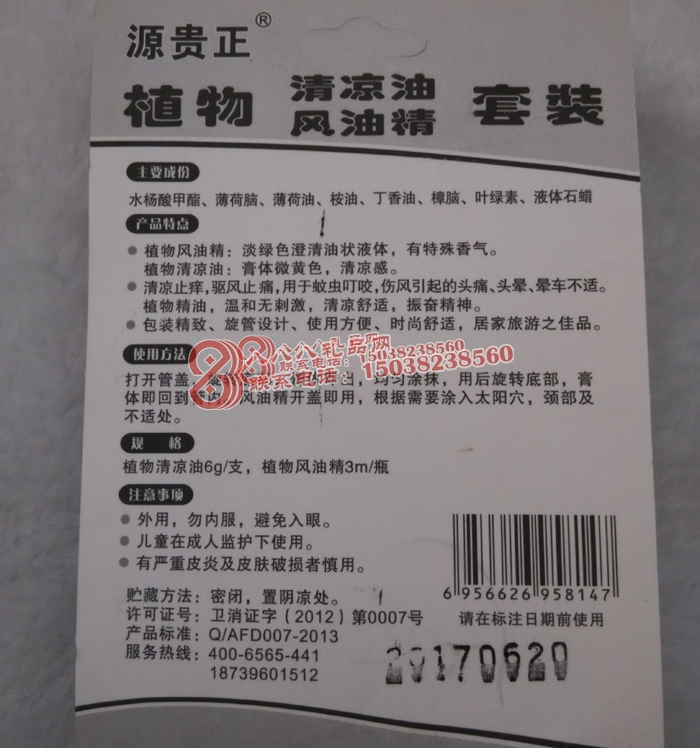 源贵正®
植物 清凉油 风油精 套装
主要成份
水杨酸甲酯、薄荷脑、薄荷油、桉油、丁香油、樟脑、叶绿素、液体石蜡
产品特点
植物风油精：淡绿色澄清油状液体，有特殊香气。
植物清凉油：膏体微黄色，清凉感。
清凉止痒，驱风止痛，用于蚊虫叮咬，伤风引起的头痛、头晕、晕车不适。
植物精油，温和无刺激，清凉舒适，振奋精神。
包装精致、旋管设计、使用方便、时尚舒适，居家旅游之佳品。
使用方法
八八八礼品网
联系电话：15038238560
联系电话：15038238560
打开管盖，旋转 均匀涂抹，用后旋转底部，膏
体即回到管内 风油精开盖即用，根据需要涂入太阳穴，颈部及
不适处。
规 格
植物清凉油6g/支，植物风油精3m/瓶
注意事项
外用，勿内服，避免入眼。
儿童在成人监护下使用。
有严重皮炎及皮肤破损者慎用。
贮藏方法：密闭，置阴凉处。
许可证号：卫消证字（2012）第0007号
产品标准：Q/AFD007-2013
服务热线：400-6565-441
18739601512
6 956626 958147
请在标注日期前使用
20170620